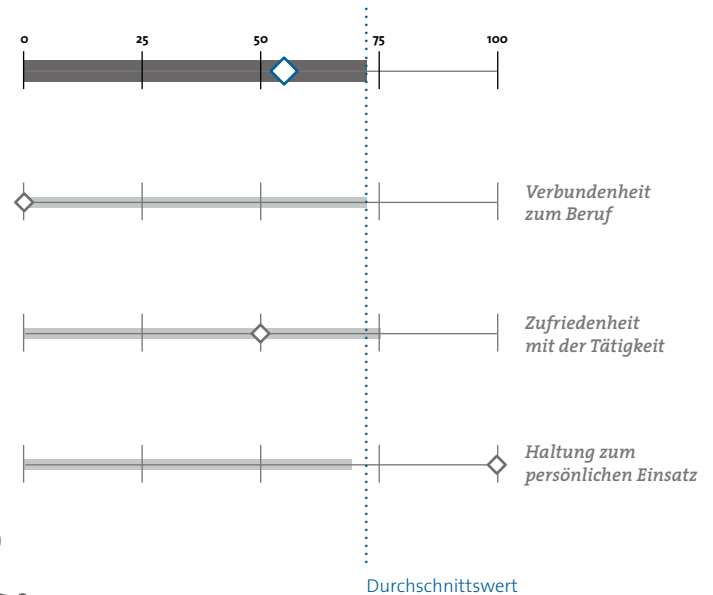 0 25 50 75 100
Verbundenheit
zum Beruf
Zufriedenheit
mit der Tätigkeit
Haltung zum
persönlichen Einsatz
Durchschnittswert